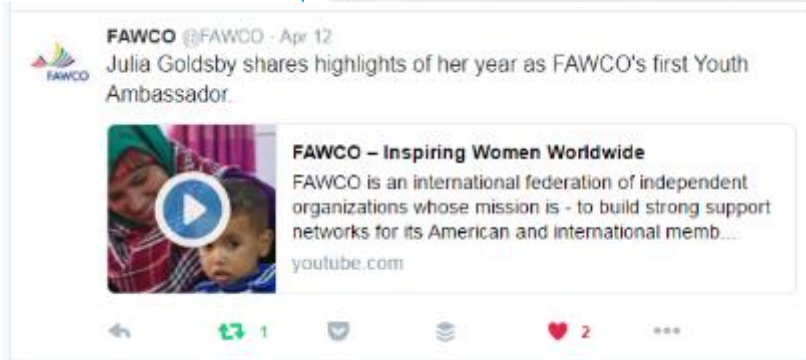 FAWCO @FAWCO · Apr 12
Julia Goldsby shares highlights of her year as FAWCO's first Youth
Ambassador.
FAWCO
FAWCO – Inspiring Women Worldwide
FAWCO is an international federation of independent
organizations whose mission is - to build strong support
networks for its American and international memb...
youtube.com
1
2